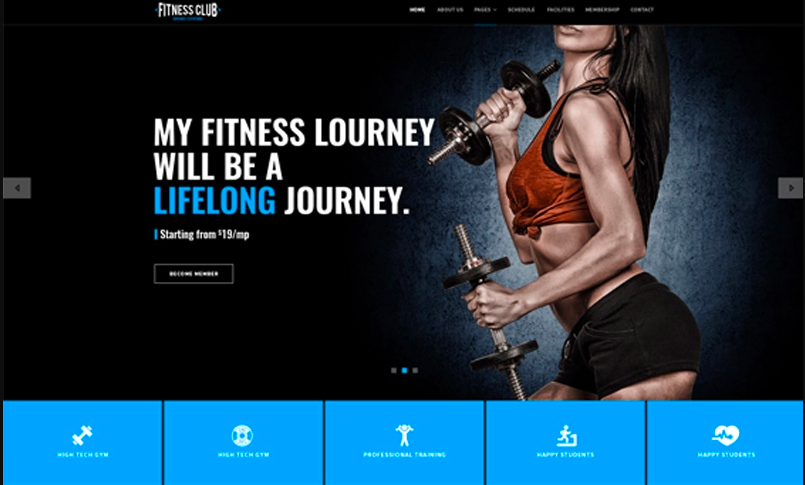 FITNESS CLUB
HOME ABOUT US PAGES SCHEDULE FACILITIES MEMBERSHIP CONTACT
MY FITNESS LOURNEY
WILL BE A
LIFELONG JOURNEY.
Starting from $19/mp
BECOME MEMBER
HIGH TECH GYM HIGH TECH GYM PROFESSIONAL TRAINING HAPPY STUDENTS HAPPY STUDENTS